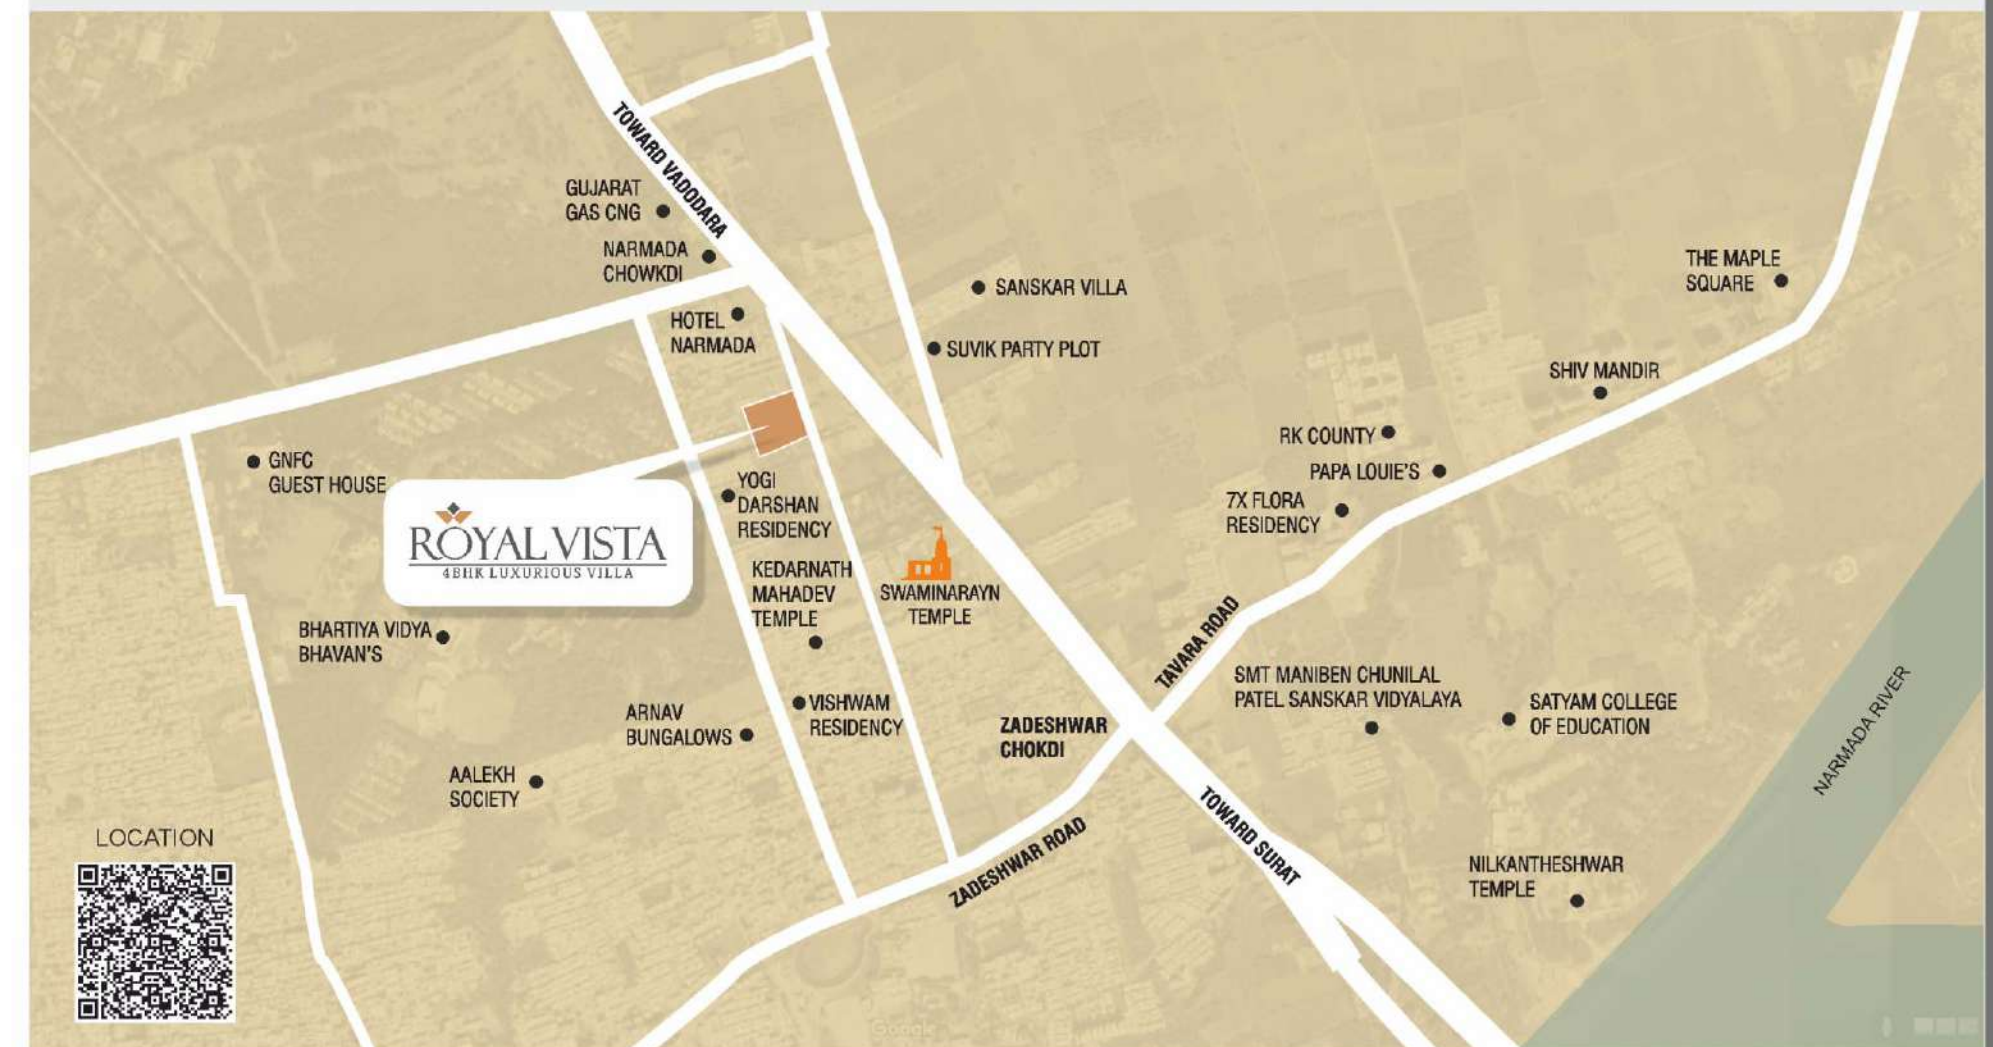 TOWARD VADODARA
GUJARAT
GAS CNG
NARMADA
CHOWKDI
HOTEL
NARMADA
SANSKAR VILLA
SUVIK PARTY PLOT
THE MAPLE
SQUARE
SHIV MANDIR
RK COUNTY
PAPA LOUIE'S
7X FLORA
RESIDENCY
GNFC
GUEST HOUSE
ROYAL VISTA
4BHK LUXURIOUS VILLA
YOGI
DARSHAN
RESIDENCY
KEDARNATH
MAHADEV
TEMPLE
SWAMINARAYN
TEMPLE
BHARTIYA VIDYA
BHAVAN'S
TAVARA ROAD
SMT MANIBEN CHUNILAL
PATEL SANSKAR VIDYALAYA
SATYAM COLLEGE
OF EDUCATION
NARMADA RIVER
ARNAV
BUNGALOWS
VISHWAM
RESIDENCY
ZADESHWAR
CHOKDI
AALEKH
SOCIETY
TOWARD SURAT
ZADESHWAR ROAD
NILKANTHESHWAR
TEMPLE
LOCATION
Google